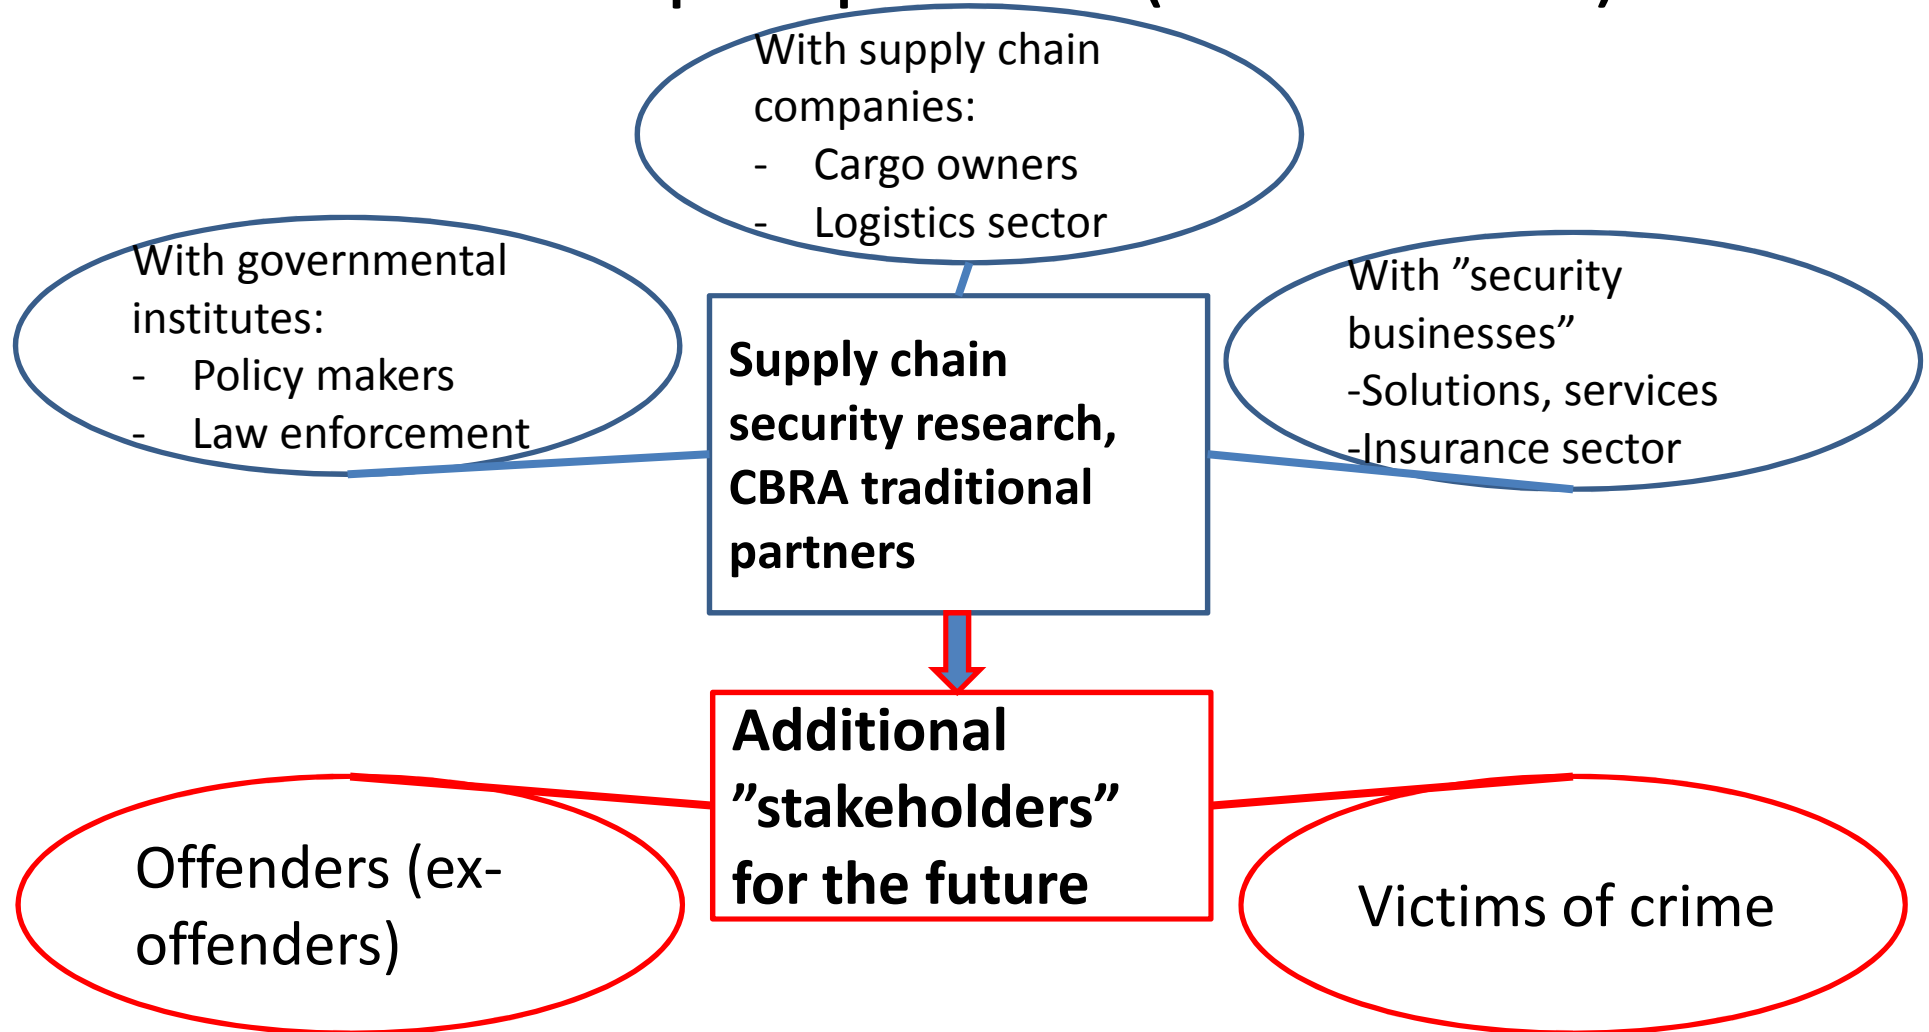 With supply chain
companies:
- Cargo owners
- Logistics sector
With governmental
institutes:
- Policy makers
- Law enforcement
With ”security
businesses”
-Solutions, services
-Insurance sector
Supply chain
security research,
CBRA traditional
partners
Additional
”stakeholders”
for the future
Offenders (ex-
offenders)
Victims of crime